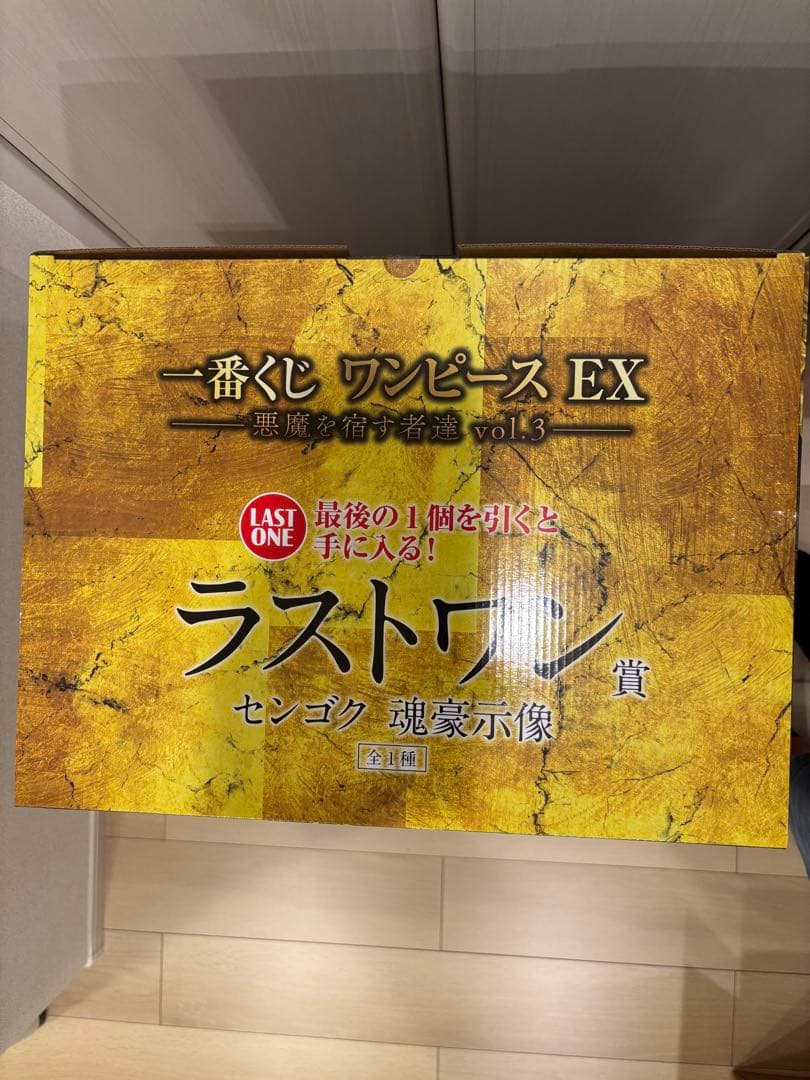 一番くじ ワンピース EX
悪魔を宿す者達 vol.3
LAST ONE
最後の1個を引くと
手に入る!
ラストワン賞
センゴク 魂豪示像
全1種